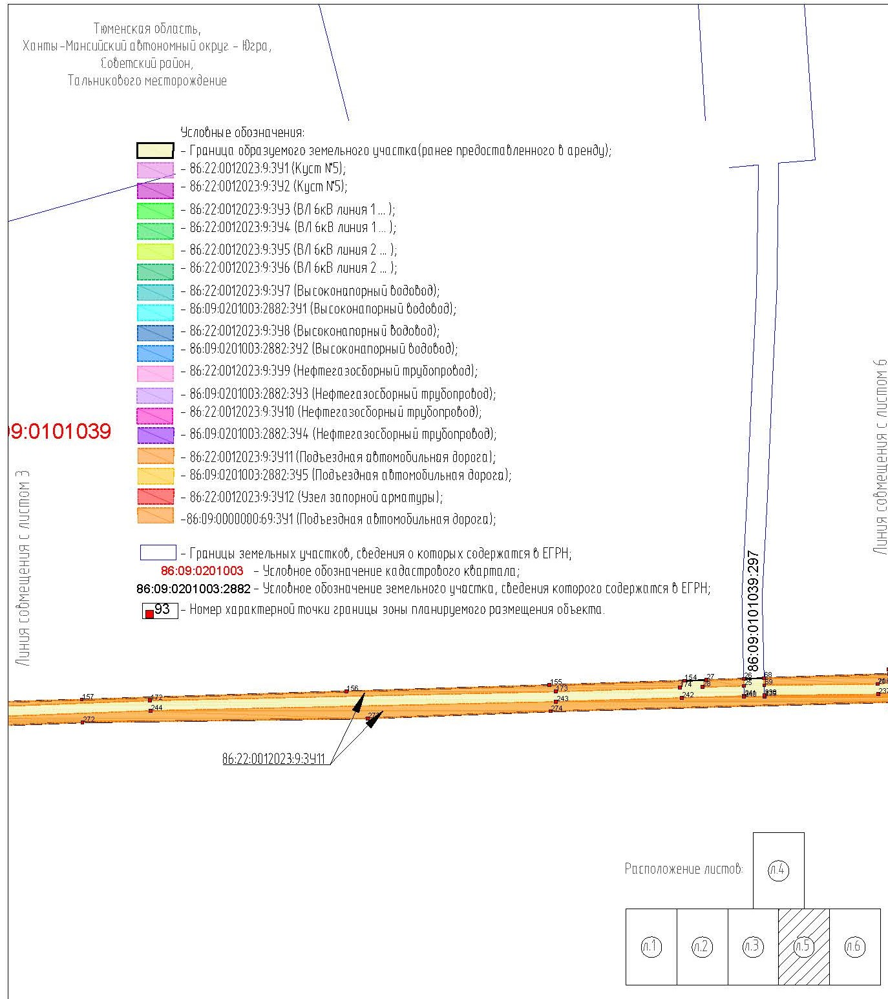 Тюменская область,
Ханты-Мансийский автономный округ - Югра,
Советский район,
Тальникового месторождение
Условные обозначения:
- Граница образуемого земельного участка(ранее предоставленного в аренду);
- 86:22:0012023:9:ЗУ1 (Куст №5);
- 86:22:0012023:9:ЗУ2 (Куст №5);
- 86:22:0012023:9:ЗУ3 (ВЛ 6кВ линия 1 ... );
- 86:22:0012023:9:ЗУ4 (ВЛ 6кВ линия 1 ... );
- 86:22:0012023:9:ЗУ5 (ВЛ 6кВ линия 2 ... );
- 86:22:0012023:9:ЗУ6 (ВЛ 6кВ линия 2 ... );
- 86:22:0012023:9:ЗУ7 (Высоконапорный водовод);
- 86:09:0201003:2882:ЗУ1 (Высоконапорный водовод);
- 86:22:0012023:9:ЗУ8 (Высоконапорный водовод);
- 86:09:0201003:2882:ЗУ2 (Высоконапорный водовод);
- 86:22:0012023:9:ЗУ9 (Нефтегазосборный трубопровод);
- 86:09:0201003:2882:ЗУ3 (Нефтегазосборный трубопровод);
- 86:22:0012023:9:ЗУ10 (Нефтегазосборный трубопровод);
- 86:09:0201003:2882:ЗУ4 (Нефтегазосборный трубопровод);
- 86:22:0012023:9:ЗУ11 (Подъездная автомобильная дорога);
- 86:09:0201003:2882:ЗУ5 (Подъездная автомобильная дорога);
- 86:22:0012023:9:ЗУ12 (Узел запорной арматуры);
-86:09:0000000:69:ЗУ1 (Подъездная автомобильная дорога);
- Границы земельных участков, сведения о которых содержатся в ЕГРН;
86:09:0201003 - Условное обозначение кадастрового квартала;
86:09:0201003:2882 - Условное обозначение земельного участка, сведения которого содержатся в ЕГРН;
93 - Номер характерной точки границы зоны планируемого размещения объекта.
09:0101039
Линия совмещения с листом 3
Линия совмещения с листом 6
86:09:0101039:297
157
172
244
272
156
155
173
243
274
154
27
28
242
26
25
68
69
237
86:22:0012023:9:ЗУ11
Расположение листов:
л.4
л.1
л.2
л.3
л.5
л.6